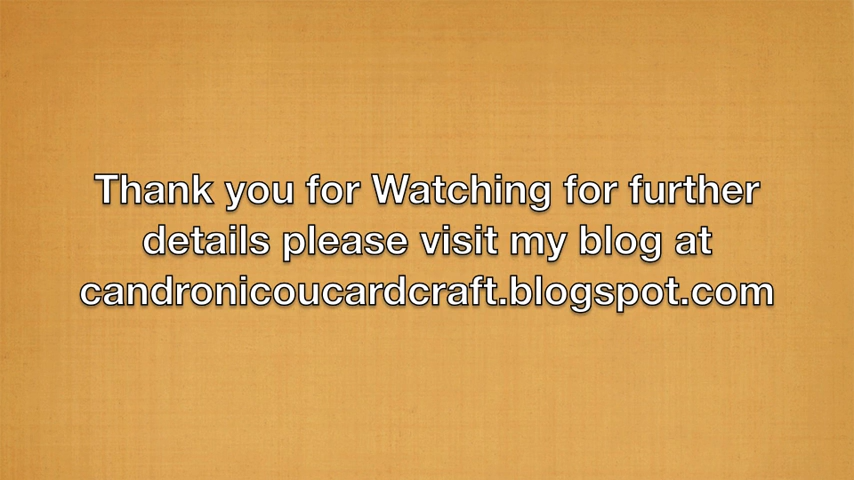 Thank you for Watching for further
details please visit my blog at
candronicoucardcraft.blogspot.com